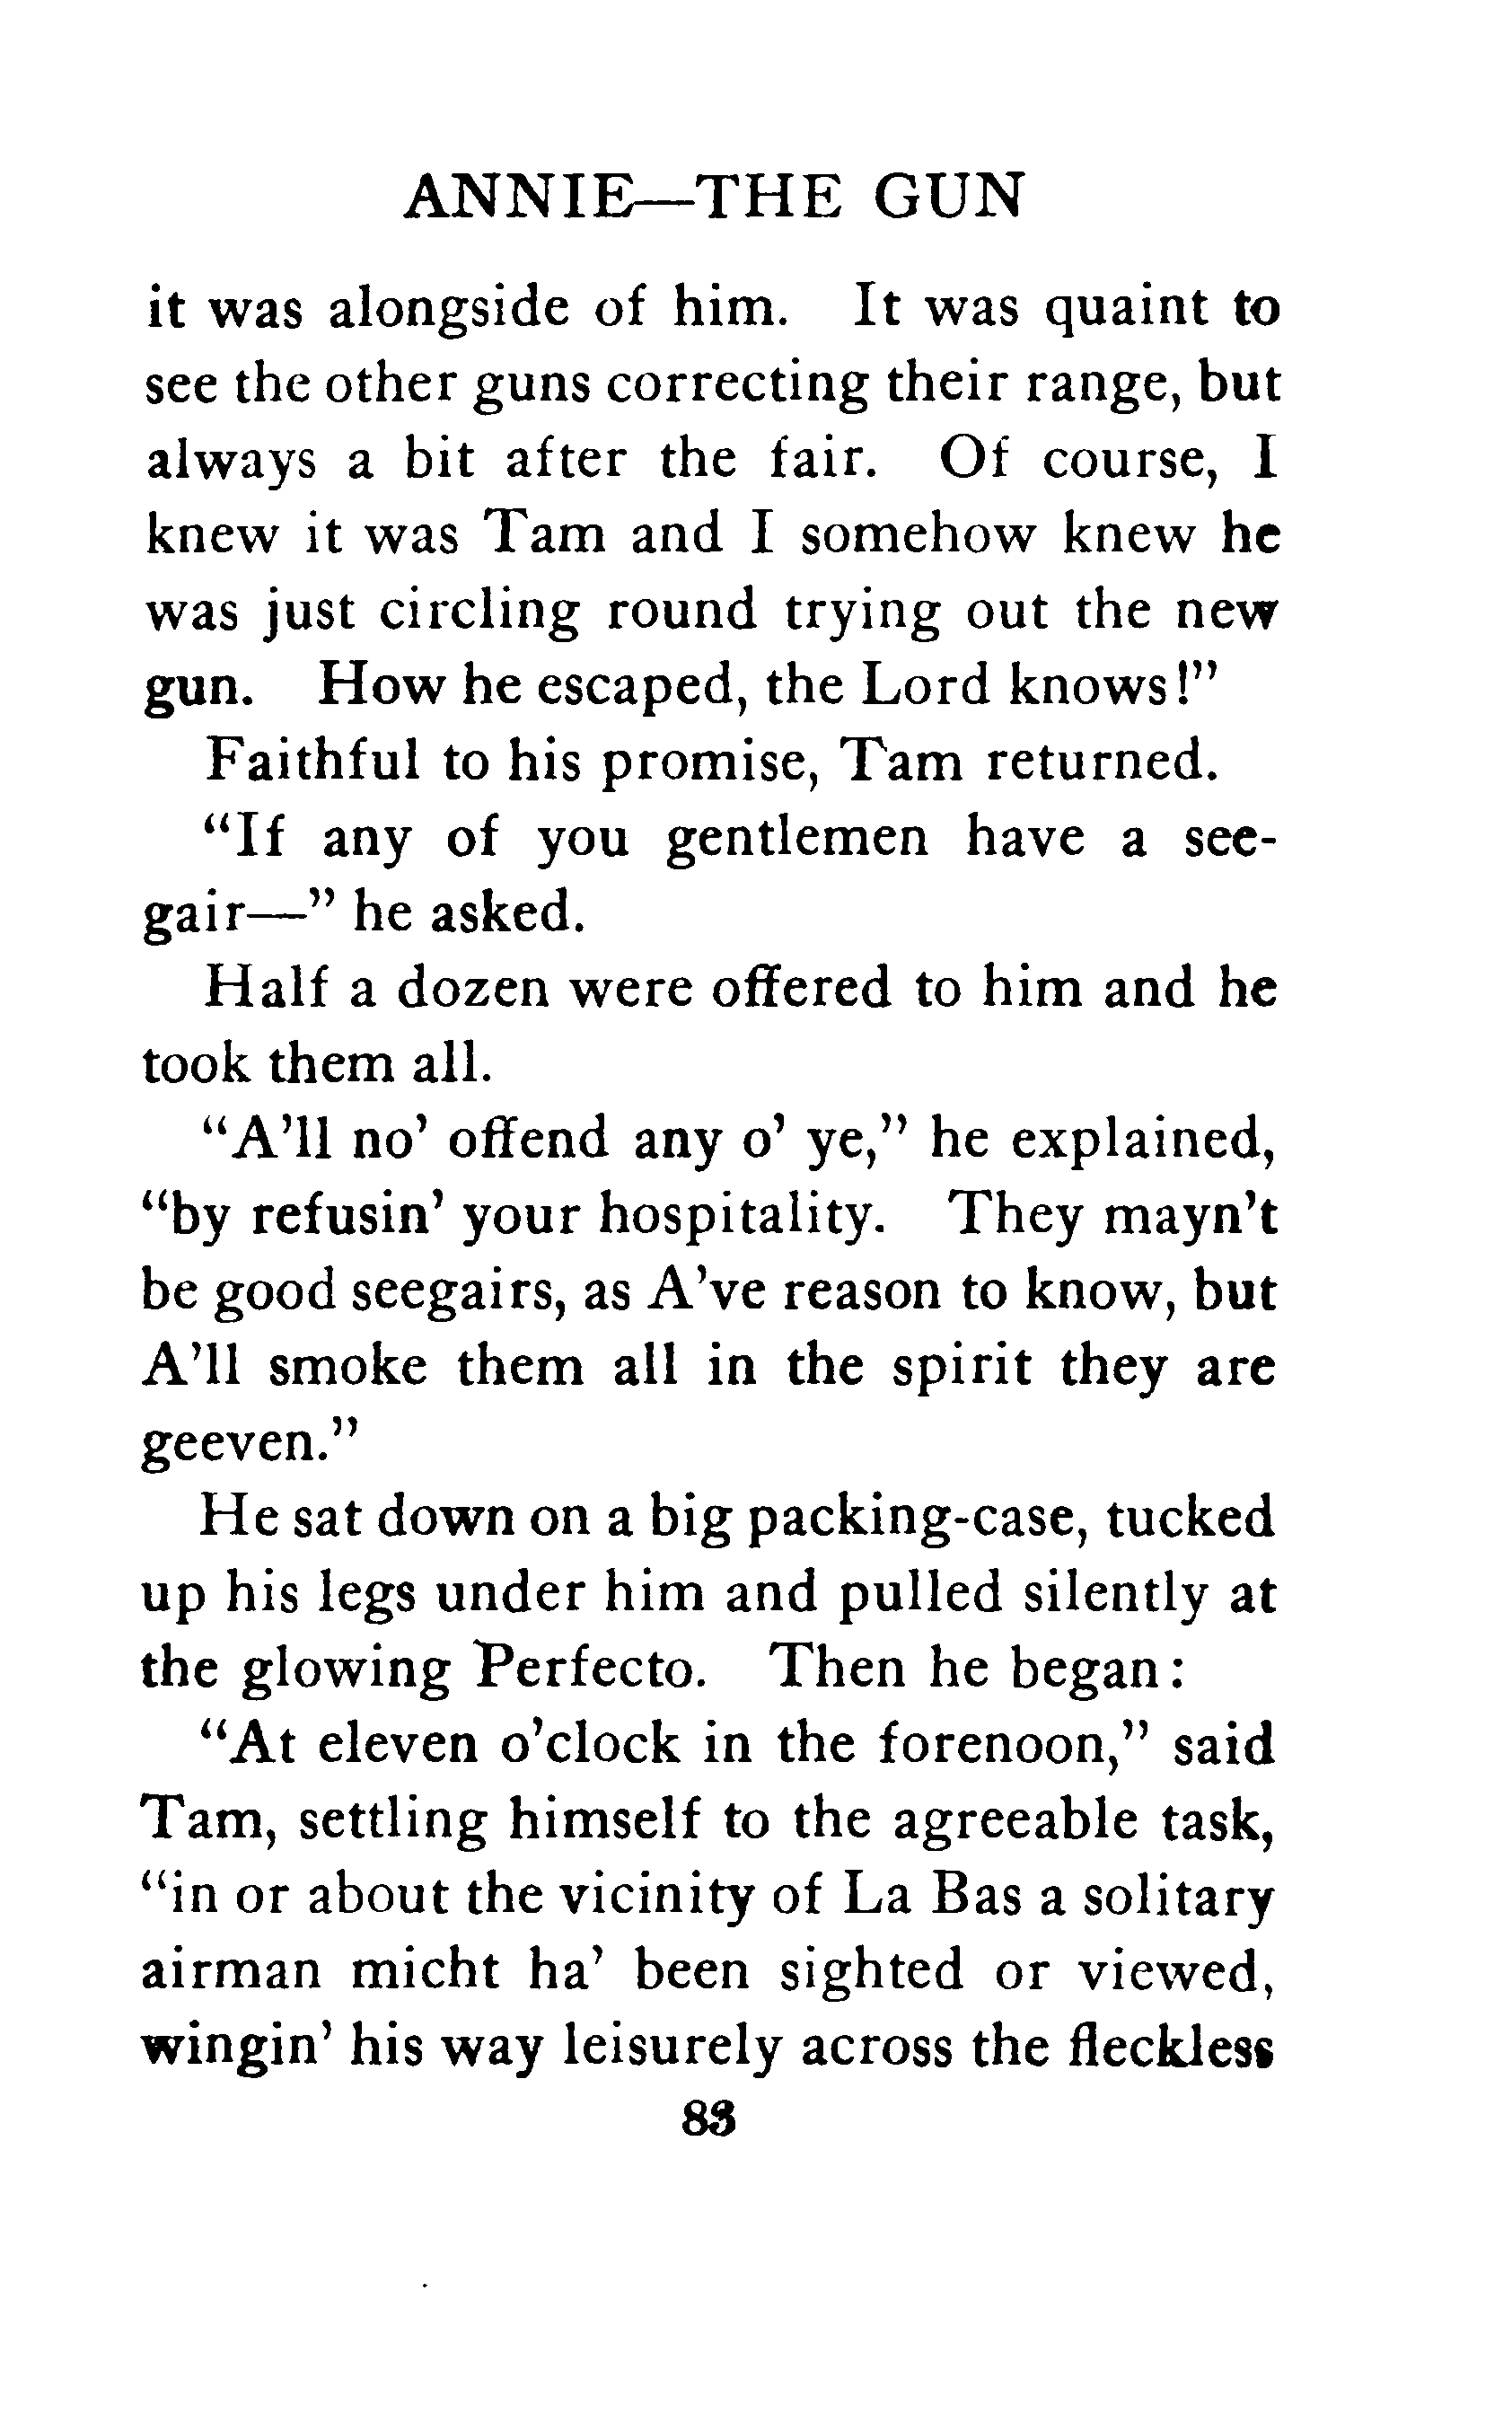 ANNIE—THE GUN
it was alongside of him. It was quaint to
see the other guns correcting their range, but
always a bit after the fair. Of course, I
knew it was Tam and I somehow knew he
was just circling round trying out the new
gun. How he escaped, the Lord knows!”
Faithful to his promise, Tam returned.
“If any of you gentlemen have a see-
gair—” he asked.
Half a dozen were offered to him and he
took them all.
“A’ll no’ offend any o’ ye,” he explained,
“by refusin’ your hospitality. They mayn’t
be good seegairs, as A’ve reason to know, but
A’ll smoke them all in the spirit they are
geeven.”
He sat down on a big packing-case, tucked
up his legs under him and pulled silently at
the glowing Perfecto. Then he began:
“At eleven o’clock in the forenoon,” said
Tam, settling himself to the agreeable task,
“in or about the vicinity of La Bas a solitary
airman micht ha’ been sighted or viewed,
wingin’ his way leisurely across the fleckless
83